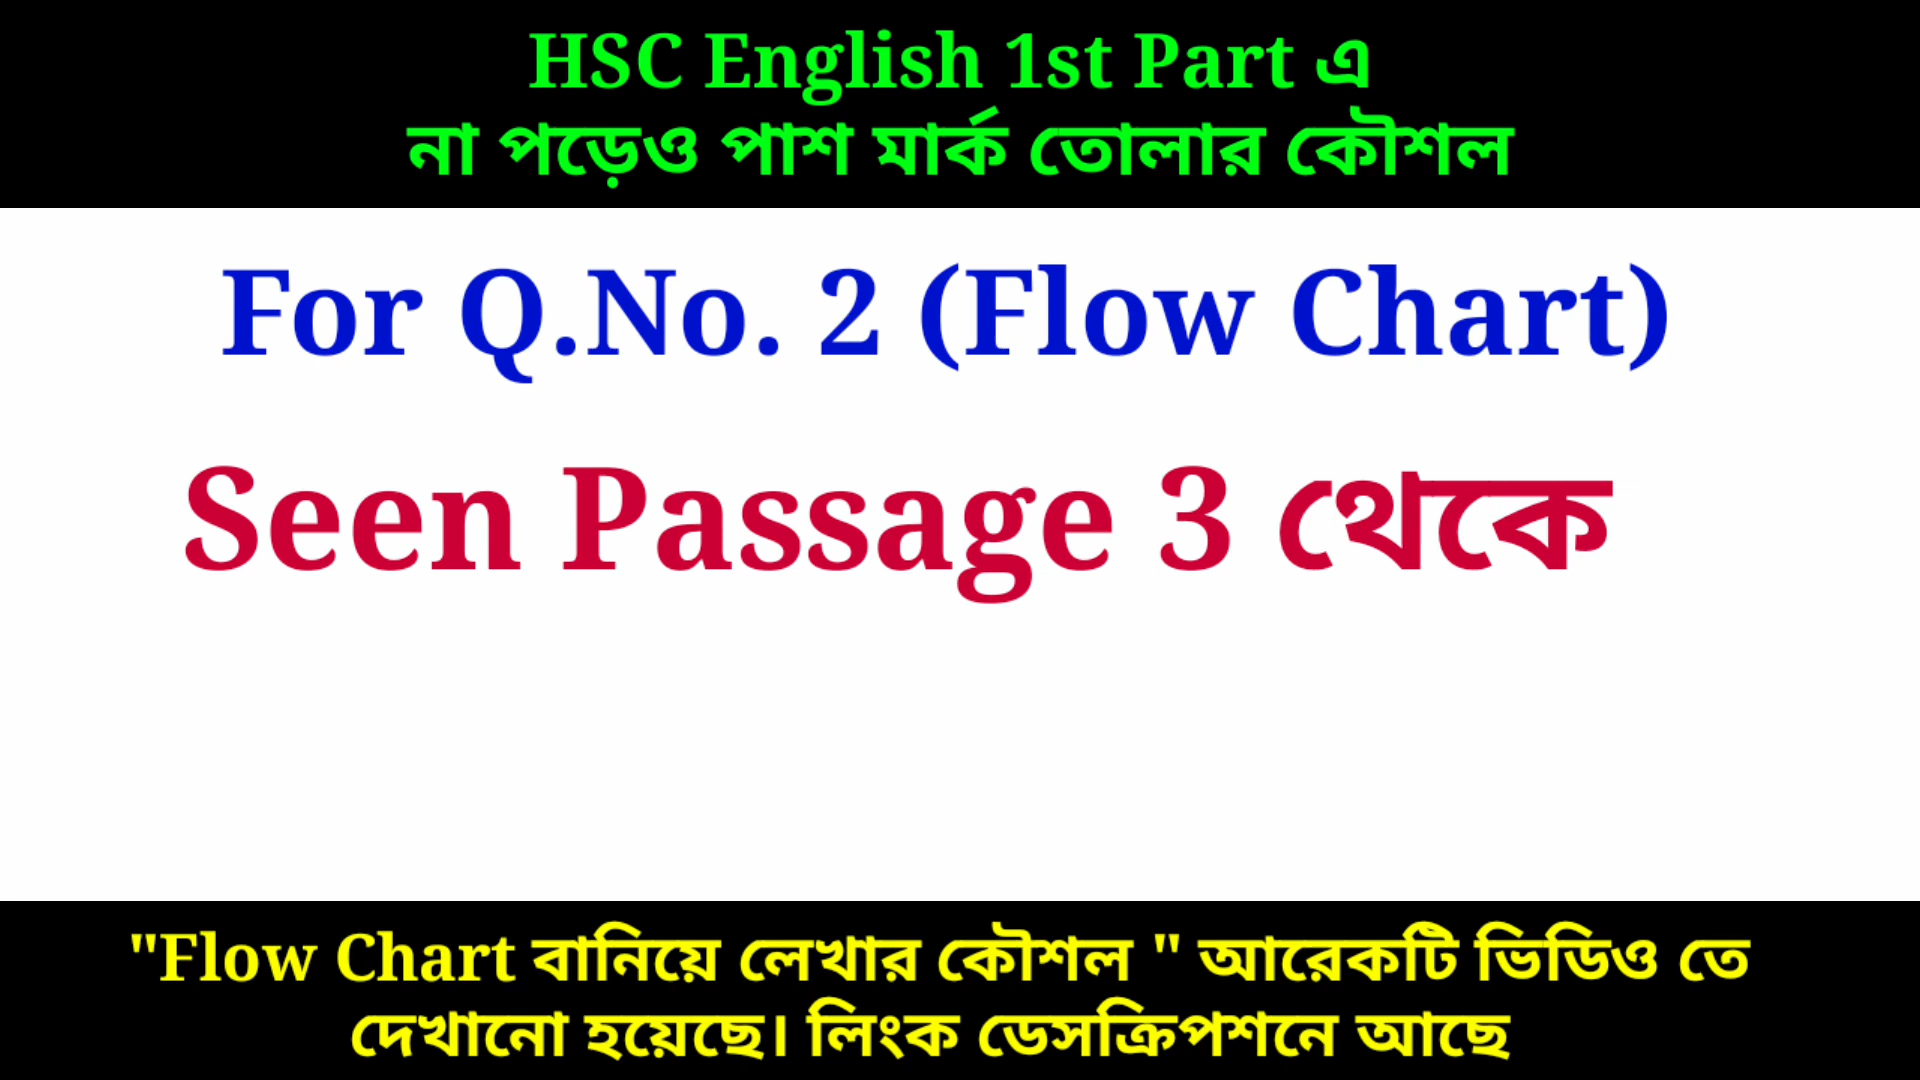 HSC English 1st Part এ
না পড়েও পাশ মার্ক তোলার কৌশল
For Q.No. 2 (Flow Chart)
Seen Passage 3 থেকে
"Flow Chart বানিয়ে লেখার কৌশল " আরেকটি ভিডিও তে
দেখানো হয়েছে। লিংক ডেসক্রিপশনে আছে